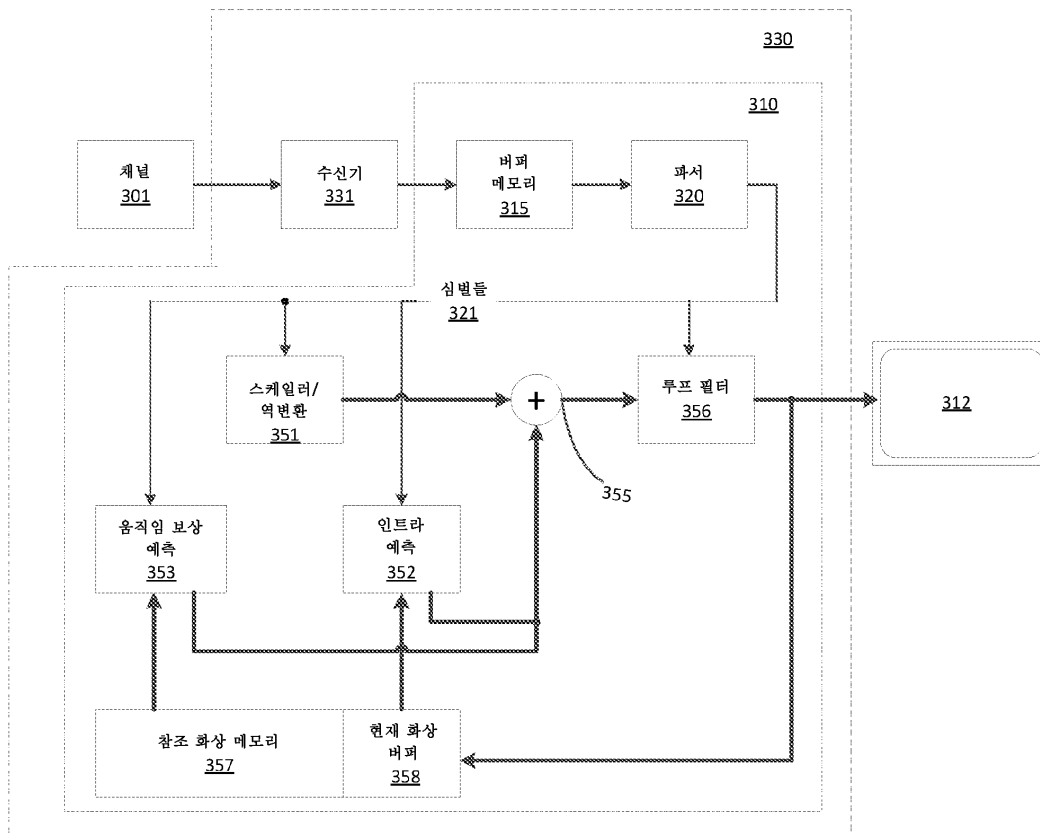 330
310
채널
301
수신기
331
버퍼
메모리
315
파서
320
심벌들
321
스케일러/
역변환
351
+
355
루프 필터
356
312
움직임 보상
예측
353
인트라
예측
352
참조 화상 메모리
357
현재 화상
버퍼
358